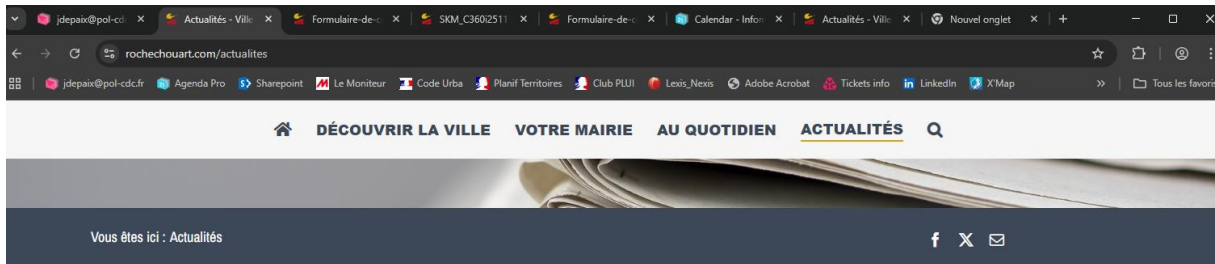 jdepaix@pol-cd Actualités - Ville Formulaire-de-c SKM_C360i2511 Formulaire-de-c Calendar - Infon Actualités - Ville Nouvel onglet
rochechouart.com/actualites
jdepaix@pol-cdc.fr Agenda Pro Sharepoint Le Moniteur Code Urba Planif Territoires Club PLUI Lexis_Nexis Adobe Acrobat Tickets info LinkedIn X'Map » Tous les favoris
DÉCOUVRIR LA VILLE VOTRE MAIRIE AU QUOTIDIEN ACTUALITÉS
Vous êtes ici : Actualités